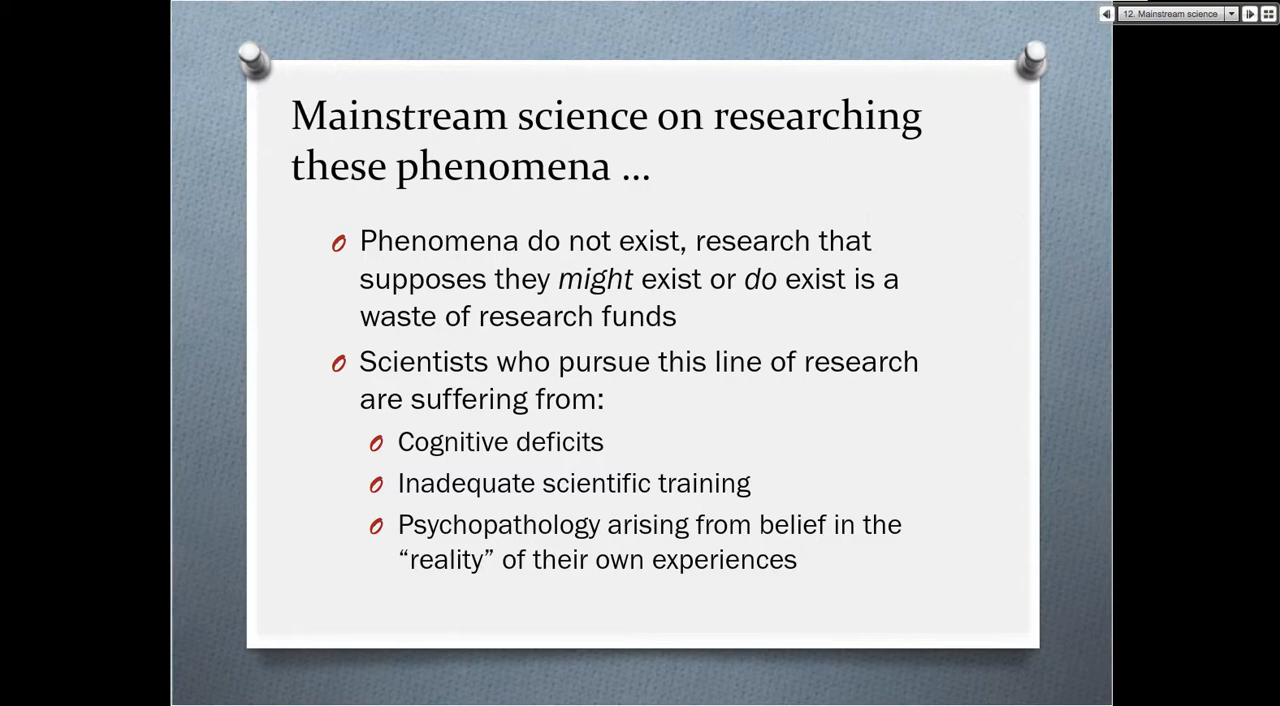 12. Mainstream science
Mainstream science on researching
these phenomena ...
Phenomena do not exist, research that
supposes they might exist or do exist is a
waste of research funds
Scientists who pursue this line of research
are suffering from:
Cognitive deficits
Inadequate scientific training
Psychopathology arising from belief in the
“reality” of their own experiences